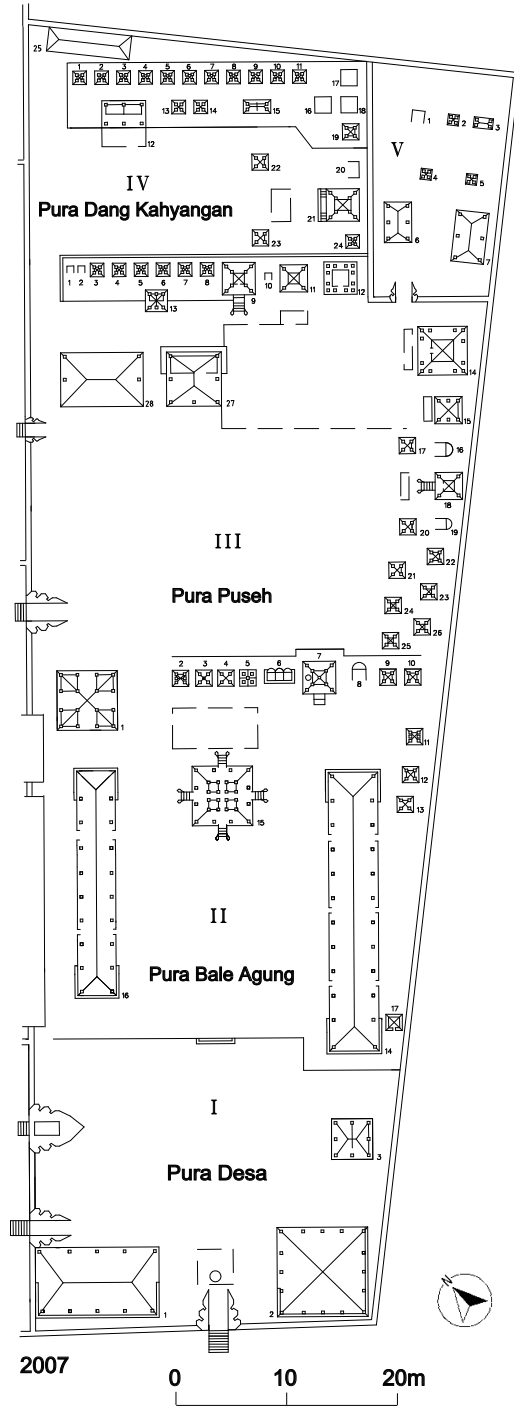 25
1 2 3 4 5 6 7 8 9 10 11
17
13 14 15 16 18
12
19
1 2 3
V
22
20
4 5
IV
Pura Dang Kahyangan
21
23 24
6 7
1 2 3 4 5 6 7 8 9 10 11 12
13
14
28 27
15
17 16
18
III
20 19
22
21
Pura Puseh
23
24
26
25
2 3 4 5 6 7 8 9 10
1
11
12
13
15
II
Pura Bale Agung
16
17
14
I
3
Pura Desa
N
1 2
2007
0 10 20m